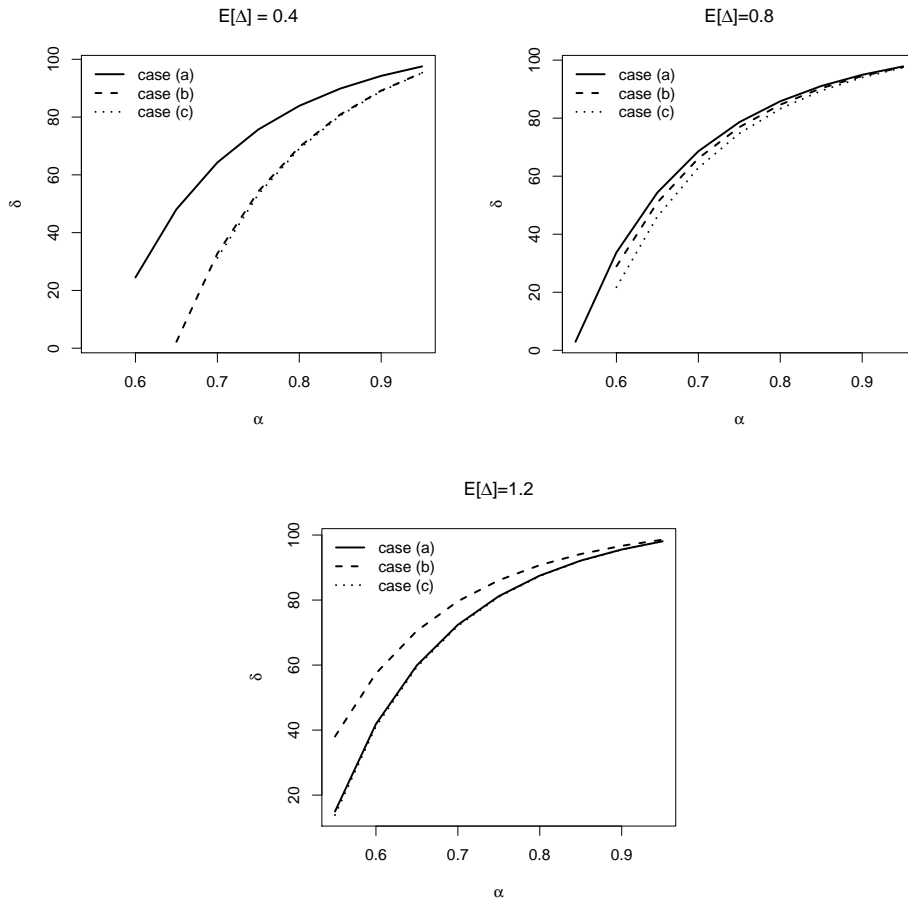 E[Δ] = 0.4
100
80
60
40
20
0
δ
case (a)
case (b)
case (c)
0.6 0.7 0.8 0.9
α
E[Δ]=0.8
100
80
60
40
20
0
δ
case (a)
case (b)
case (c)
0.6 0.7 0.8 0.9
α
E[Δ]=1.2
100
80
60
40
20
δ
case (a)
case (b)
case (c)
0.6 0.7 0.8 0.9
α